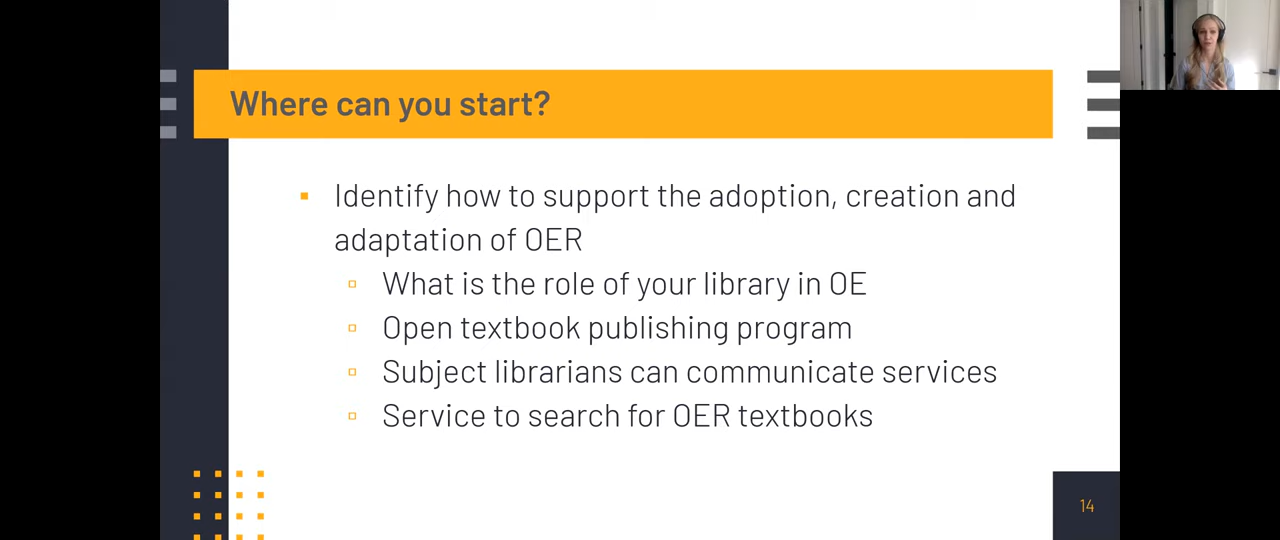 Where can you start?
Identify how to support the adoption, creation and
adaptation of OER
What is the role of your library in OE
Open textbook publishing program
Subject librarians can communicate services
Service to search for OER textbooks
14